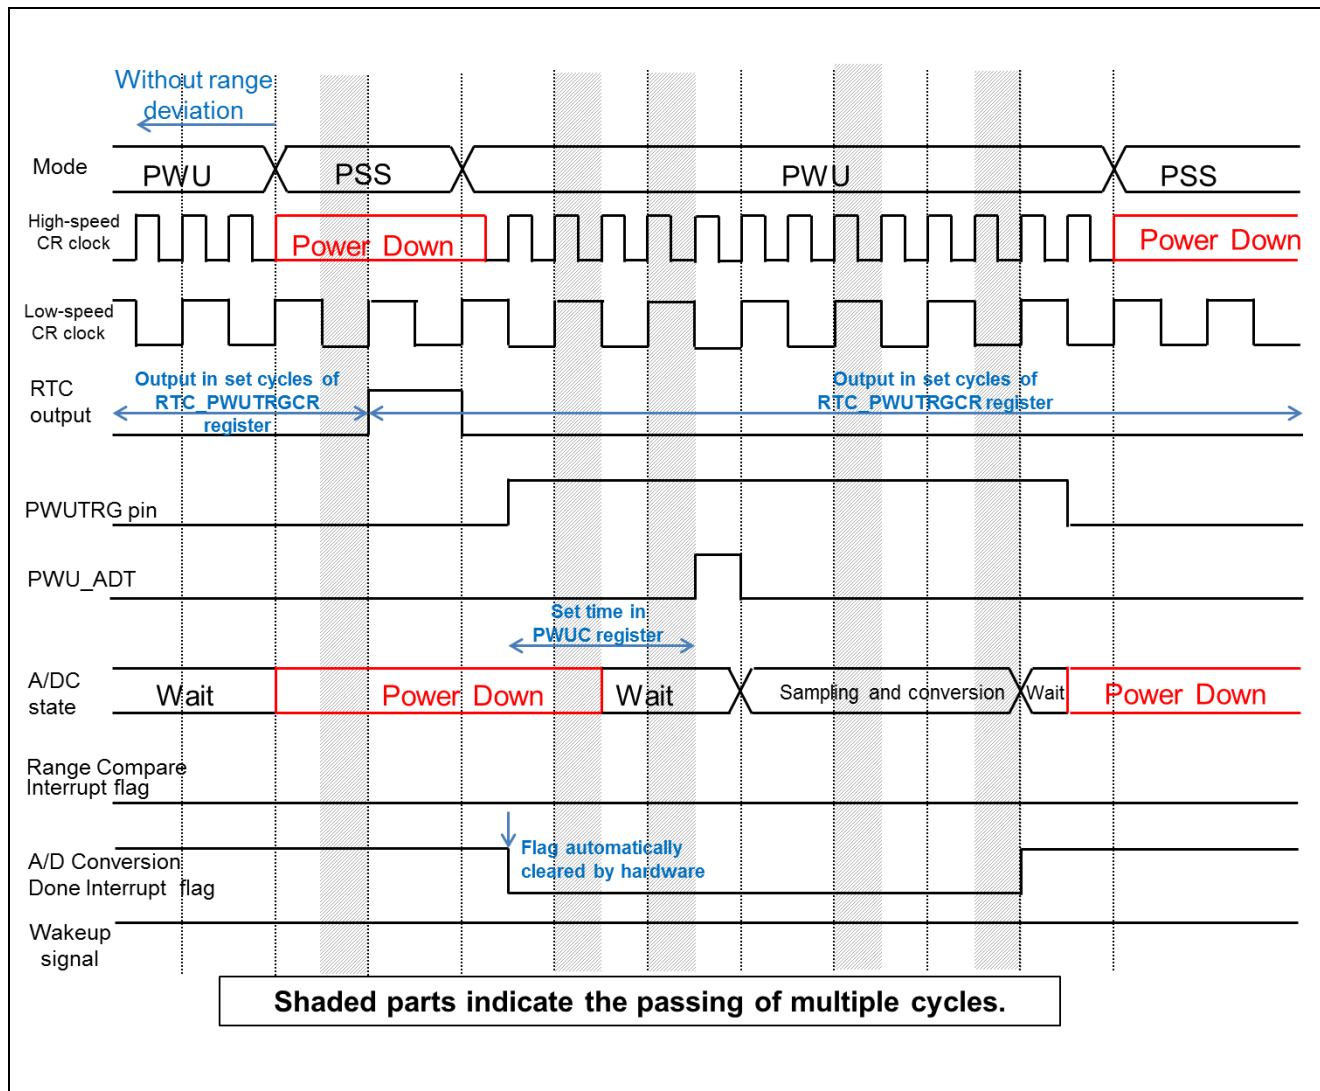 Without range
deviation
Mode
PWU
PSS
PWU
PSS
High-speed
CR clock
Power Down
Power Down
Low-speed
CR clock
RTC
output
Output in set cycles of
RTC_PWUTRGCR
register
Output in set cycles of
RTC_PWUTRGCR register
PWUTRG pin
PWU_ADT
Set time in
PWUC register
A/DC
state
Wait
Power Down
Wait
Sampling and conversion
Wait
Power Down
Range Compare
Interrupt flag
A/D Conversion
Done Interrupt flag
Flag automatically
cleared by hardware
Wakeup
signal
Shaded parts indicate the passing of multiple cycles.